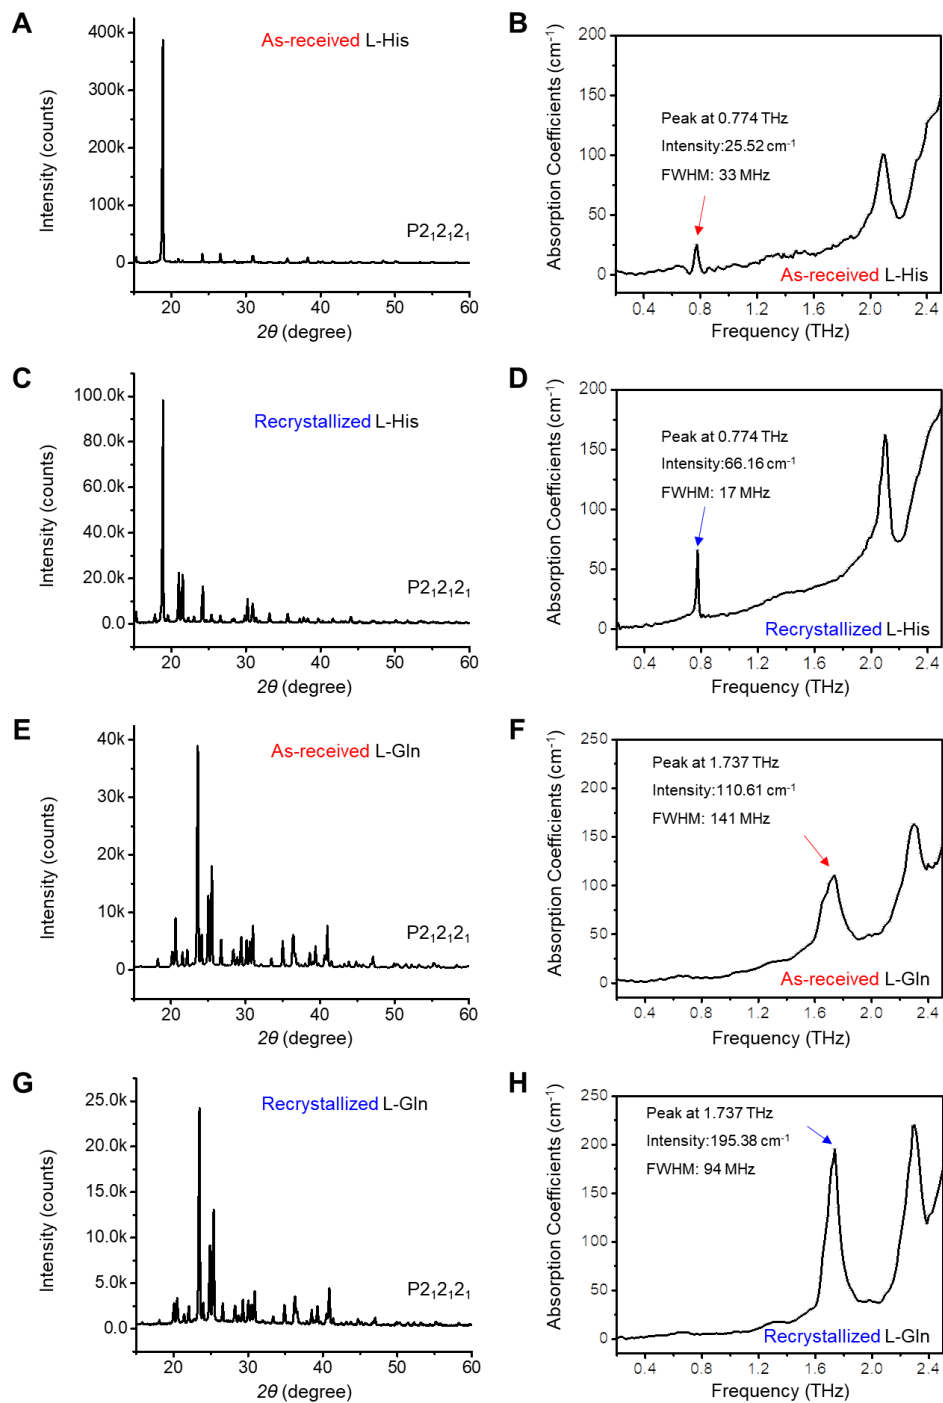 A
As-received L-His
P2₁2₁2₁
Intensity (counts)
400k
300k
200k
100k
0
20 30 40 50 60
2θ (degree)
B
Peak at 0.774 THz
Intensity:25.52 cm⁻¹
FWHM: 33 MHz
As-received L-His
Absorption Coefficients (cm⁻¹)
200
150
100
50
0
0.4 0.8 1.2 1.6 2.0 2.4
Frequency (THz)
C
Recrystallized L-His
P2₁2₁2₁
Intensity (counts)
100.0k
80.0k
60.0k
40.0k
20.0k
0.0
20 30 40 50 60
2θ (degree)
D
Peak at 0.774 THz
Intensity:66.16 cm⁻¹
FWHM: 17 MHz
Recrystallized L-His
Absorption Coefficients (cm⁻¹)
200
150
100
50
0
0.4 0.8 1.2 1.6 2.0 2.4
Frequency (THz)
E
As-received L-Gln
P2₁2₁2₁
Intensity (counts)
40k
30k
20k
10k
0
20 30 40 50 60
2θ (degree)
F
Peak at 1.737 THz
Intensity:110.61 cm⁻¹
FWHM: 141 MHz
As-received L-Gln
Absorption Coefficients (cm⁻¹)
250
200
150
100
50
0
0.4 0.8 1.2 1.6 2.0 2.4
Frequency (THz)
G
Recrystallized L-Gln
P2₁2₁2₁
Intensity (counts)
25.0k
20.0k
15.0k
10.0k
5.0k
0.0
20 30 40 50 60
2θ (degree)
H
Peak at 1.737 THz
Intensity:195.38 cm⁻¹
FWHM: 94 MHz
Recrystallized L-Gln
Absorption Coefficients (cm⁻¹)
250
200
150
100
50
0
0.4 0.8 1.2 1.6 2.0 2.4
Frequency (THz)